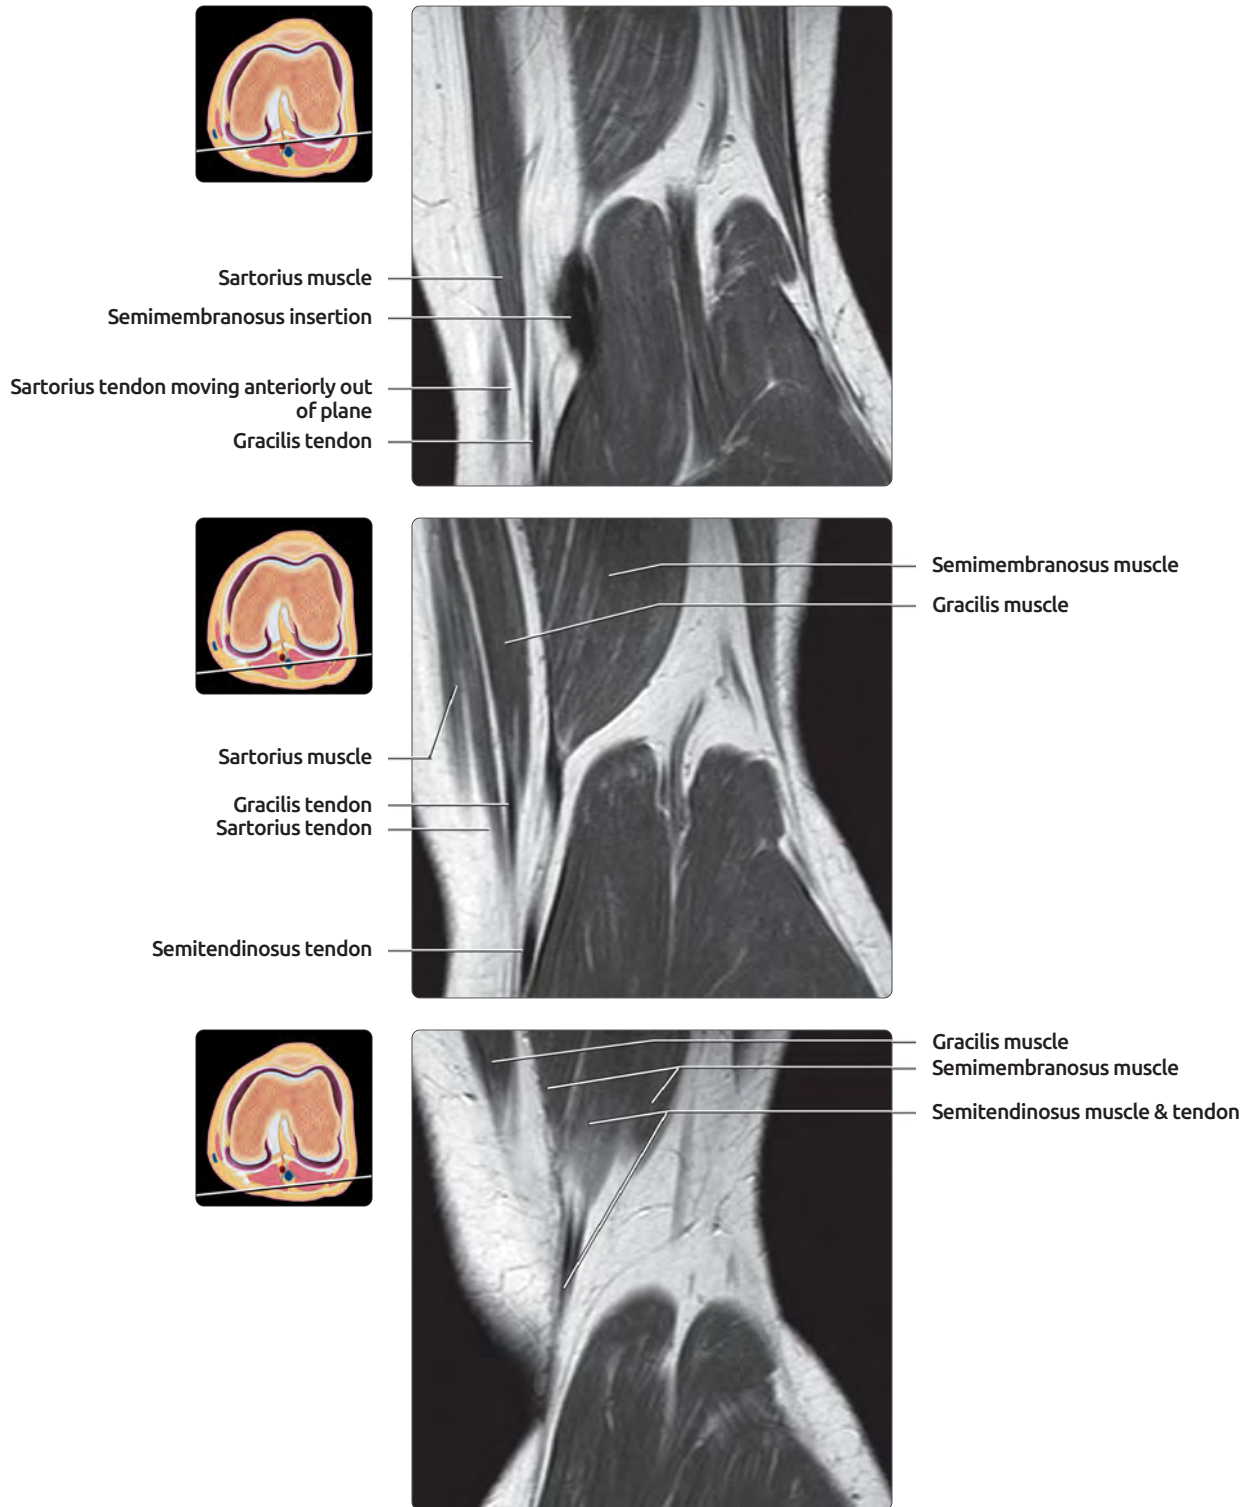 Sartorius muscle
Semimembranosus insertion
Sartorius tendon moving anteriorly out
of plane
Gracilis tendon
Semimembranosus muscle
Gracilis muscle
Sartorius muscle
Gracilis tendon
Sartorius tendon
Semitendinosus tendon
Gracilis muscle
Semimembranosus muscle
Semitendinosus muscle & tendon